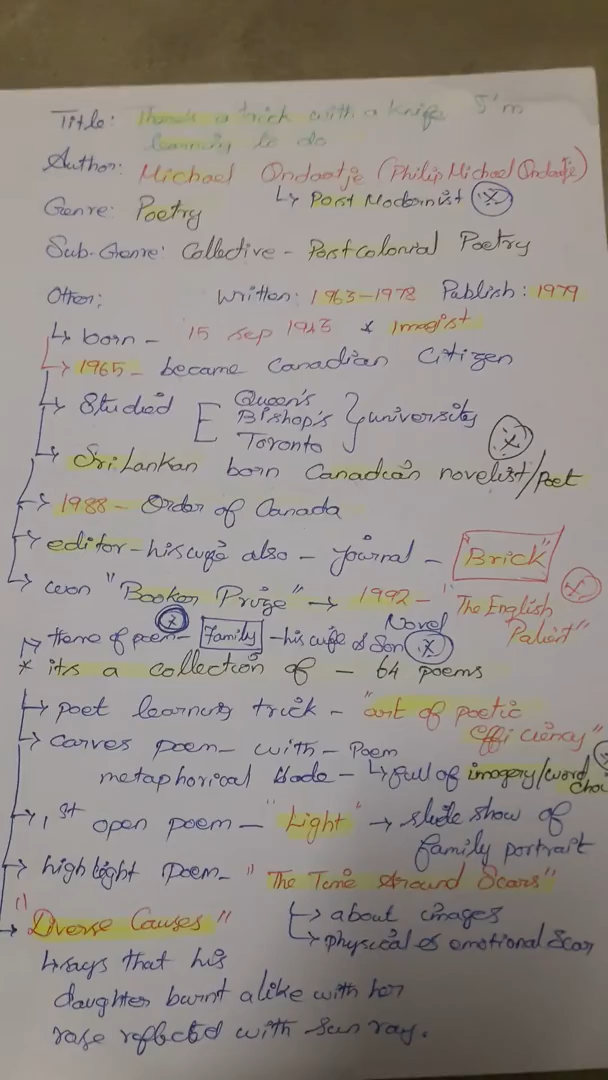 Title: There's a trick with a knife I'm
learning to do
Author: Michael Ondaatje (Philip Michael Ondaatje)
↳ Post Modernist
Genre: Poetry
Sub-Genre: Collective - Postcolonial Poetry
Other: Written: 1963-1978 Publish: 1979
born - 15 sep 1943 * Imagist
1965 - became Canadian Citizen
Studied [ Queen's
Bishop's } university
Toronto
Sri Lankan born Canadian novelist/poet
1988 - Order of Canada
editor - his wife also - Journal - "Brick"
won "Booker Prize" → 1992 - "The English
Novel Patient"
theme of poem - Family - his wife & Son
* its a collection of - 64 poems
poet learning trick - "art of poetic
efficiency"
carves poem - with - Poem
metaphorical blade - ↳ full of imagery/word choi
1st open poem - "Light" → slide show of
family portrait
highlight poem - "The Time Around Scars"
"Diverse Causes" → about images
→ physical & emotional Scar
↳ says that his
daughter burnt alike with her
rage reflected with Sun ray.